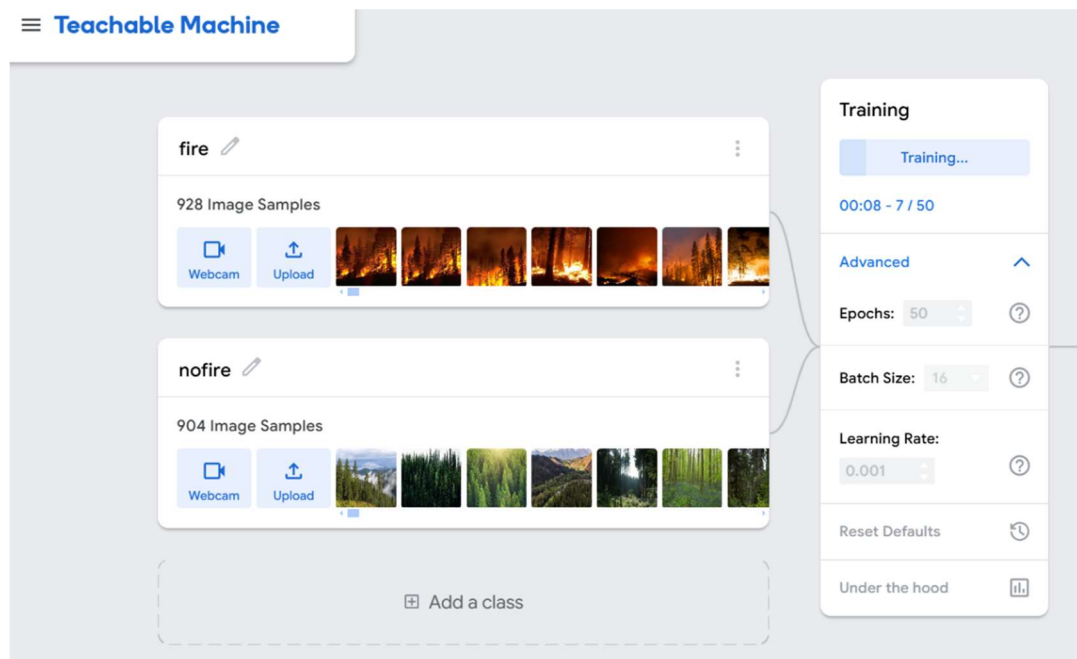 Teachable Machine
fire
928 Image Samples
Webcam
Upload
nofire
904 Image Samples
Webcam
Upload
Add a class
Training
Training...
00:08 - 7 / 50
Advanced
Epochs: 50
Batch Size: 16
Learning Rate:
0.001
Reset Defaults
Under the hood